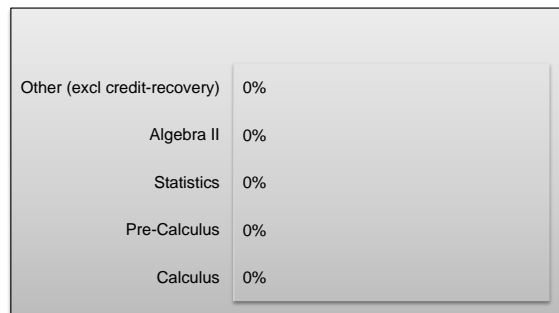 Other (excl credit-recovery) 0%
Algebra II 0%
Statistics 0%
Pre-Calculus 0%
Calculus 0%